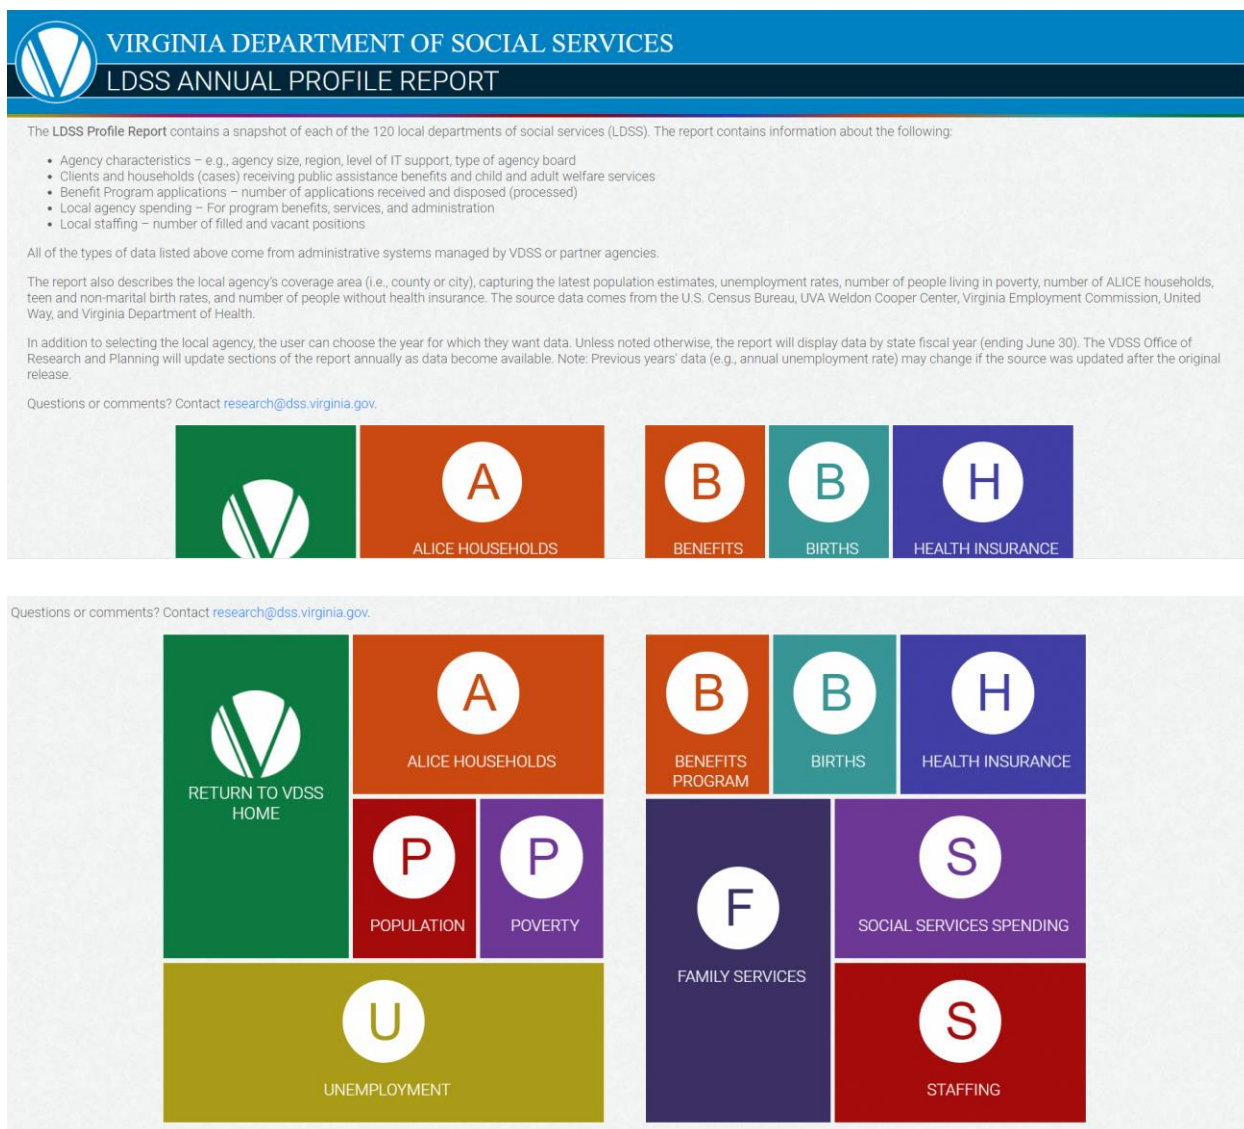 VIRGINIA DEPARTMENT OF SOCIAL SERVICES
LDSS ANNUAL PROFILE REPORT
The LDSS Profile Report contains a snapshot of each of the 120 local departments of social services (LDSS). The report contains information about the following:
• Agency characteristics – e.g., agency size, region, level of IT support, type of agency board
• Clients and households (cases) receiving public assistance benefits and child and adult welfare services
• Benefit Program applications – number of applications received and disposed (processed)
• Local agency spending – For program benefits, services, and administration
• Local staffing – number of filled and vacant positions
All of the types of data listed above come from administrative systems managed by VDSS or partner agencies.
The report also describes the local agency's coverage area (i.e., county or city), capturing the latest population estimates, unemployment rates, number of people living in poverty, number of ALICE households,
teen and non-marital birth rates, and number of people without health insurance. The source data comes from the U.S. Census Bureau, UVA Weldon Cooper Center, Virginia Employment Commission, United
Way, and Virginia Department of Health.
In addition to selecting the local agency, the user can choose the year for which they want data. Unless noted otherwise, the report will display data by state fiscal year (ending June 30). The VDSS Office of
Research and Planning will update sections of the report annually as data become available. Note: Previous years' data (e.g., annual unemployment rate) may change if the source was updated after the original
release.
Questions or comments? Contact research@dss.virginia.gov.
A
ALICE HOUSEHOLDS
B
BENEFITS
B
BIRTHS
H
HEALTH INSURANCE
Questions or comments? Contact research@dss.virginia.gov.
RETURN TO VDSS
HOME
A
ALICE HOUSEHOLDS
P
POPULATION
P
POVERTY
U
UNEMPLOYMENT
B
BENEFITS
PROGRAM
B
BIRTHS
H
HEALTH INSURANCE
F
FAMILY SERVICES
S
SOCIAL SERVICES SPENDING
S
STAFFING